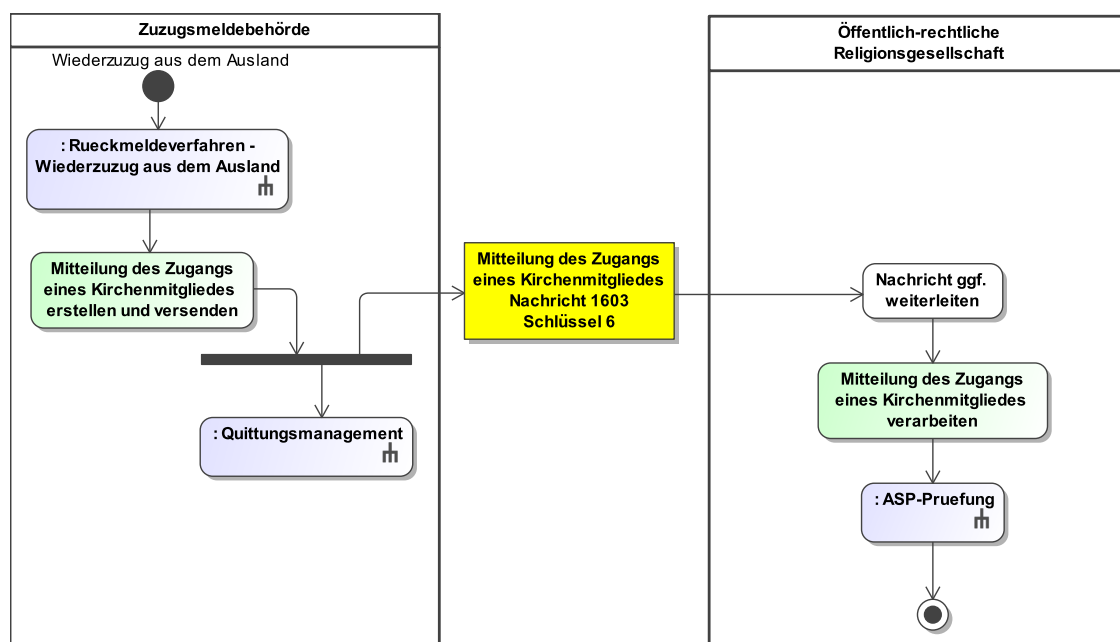 Zuzugsmeldebehörde
Wiederzuzug aus dem Ausland
: Rueckmeldeverfahren -
Wiederzuzug aus dem Ausland
Mitteilung des Zugangs
eines Kirchenmitgliedes
erstellen und versenden
: Quittungsmanagement
Mitteilung des Zugangs
eines Kirchenmitgliedes
Nachricht 1603
Schlüssel 6
Öffentlich-rechtliche
Religionsgesellschaft
Nachricht ggf.
weiterleiten
Mitteilung des Zugangs
eines Kirchenmitgliedes
verarbeiten
: ASP-Pruefung